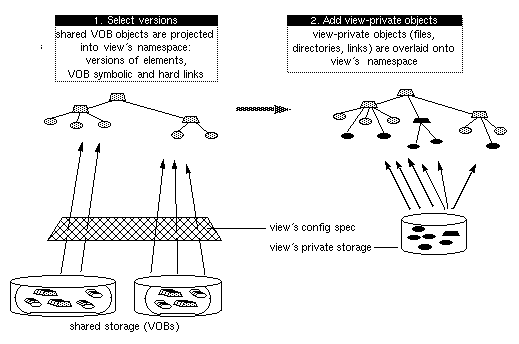 1. Select versions
shared VOB objects are projected
into view's namespace:
versions of elements,
VOB symbolic and hard links
2. Add view-private objects
view-private objects (files,
directories, links) are overlaid onto
view's namespace
view's config spec
view's private storage
shared storage (VOBs)